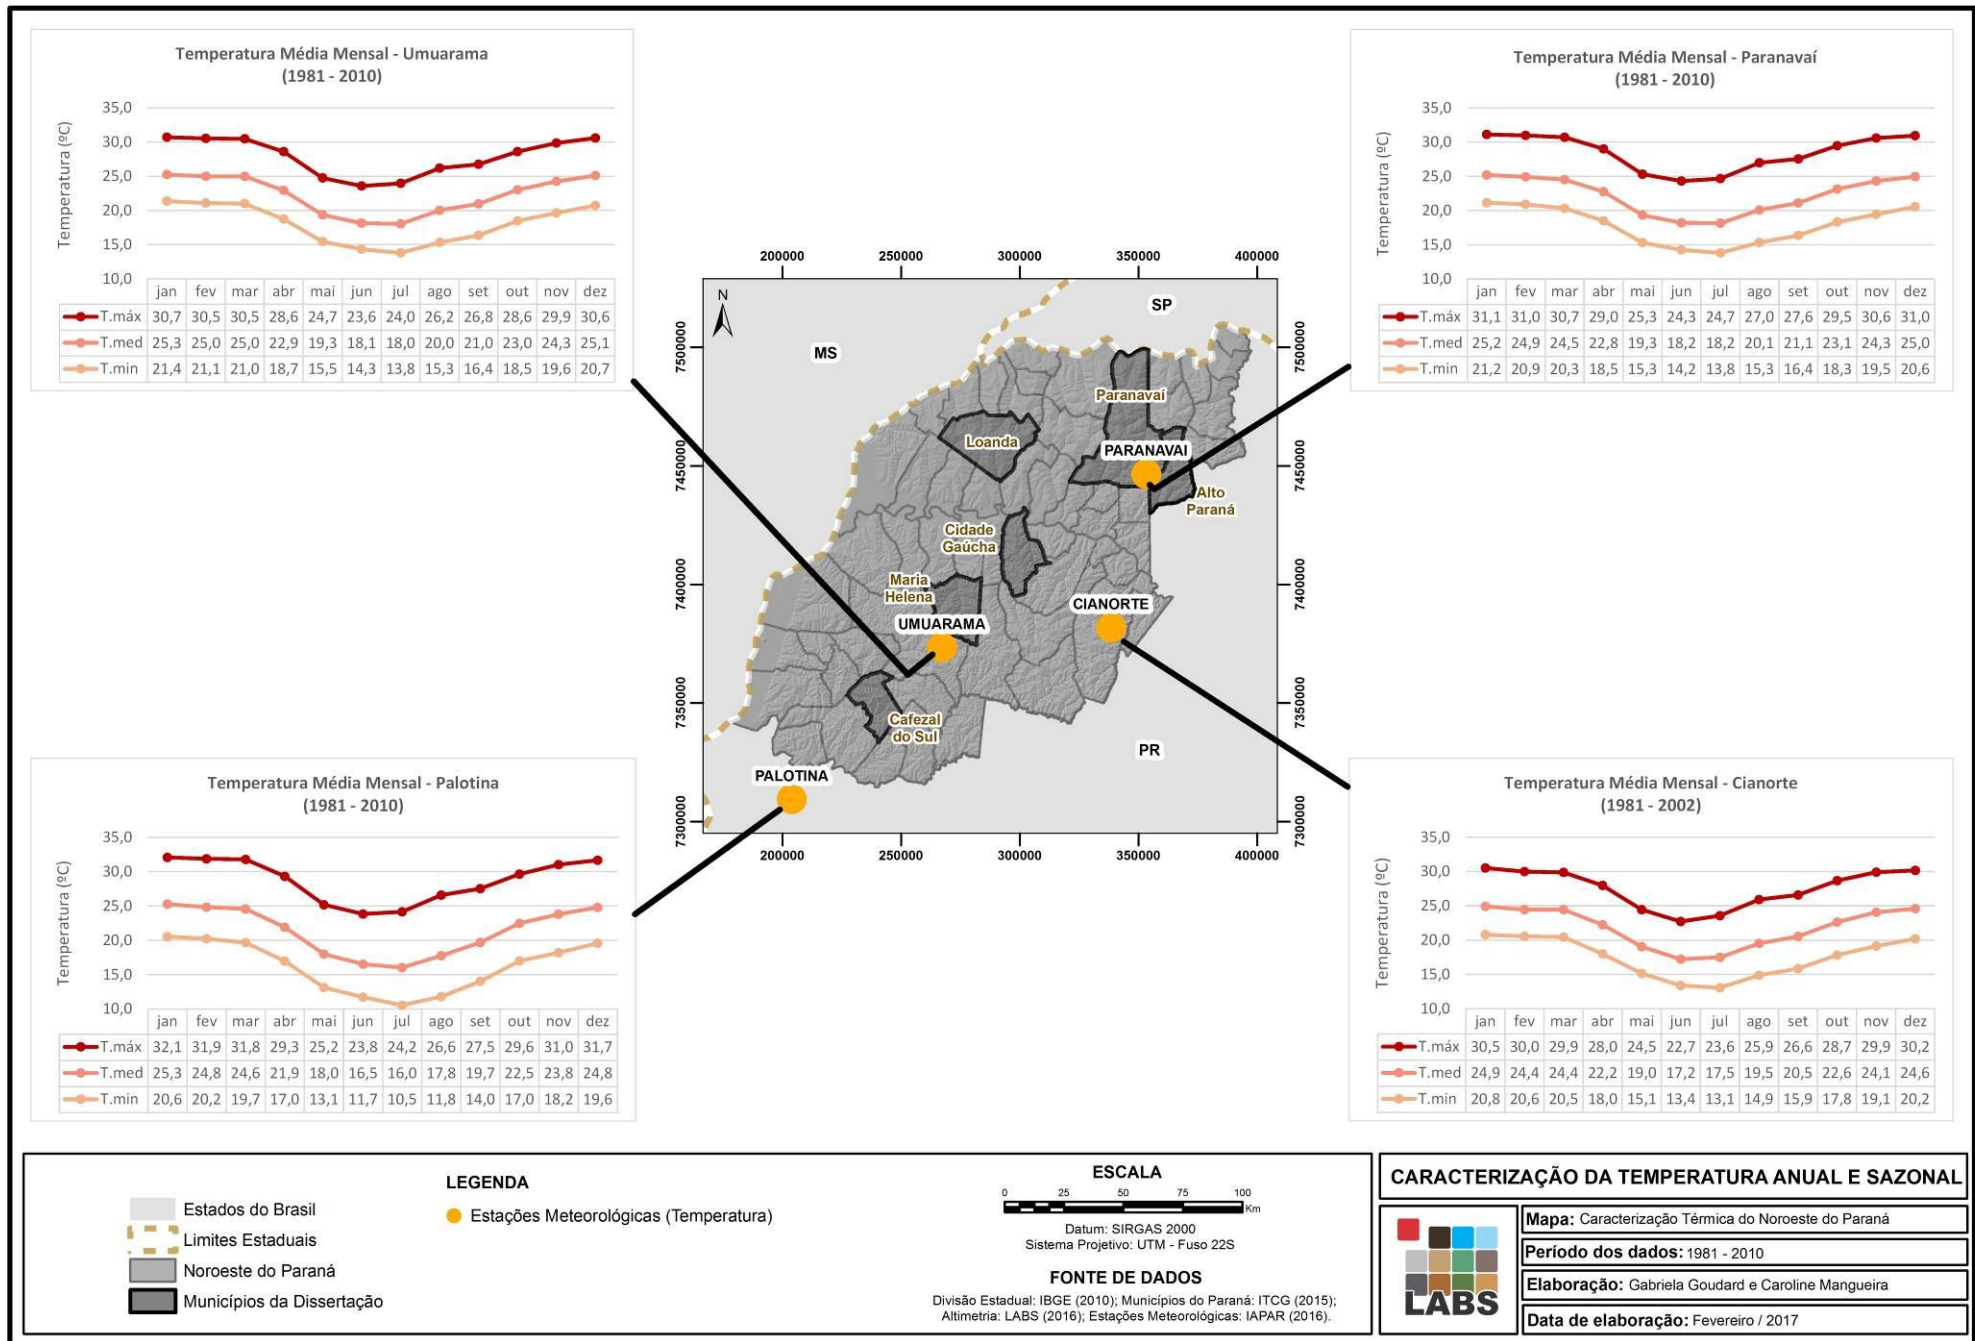 Temperatura Média Mensal - Umuarama
(1981 - 2010)
Temperatura (ºC)
35,0
30,0
25,0
20,0
15,0
10,0
jan fev mar abr mai jun jul ago set out nov dez
T.máx 30,7 30,5 30,5 28,6 24,7 23,6 24,0 26,2 26,8 28,6 29,9 30,6
T.med 25,3 25,0 25,0 22,9 19,3 18,1 18,0 20,0 21,0 23,0 24,3 25,1
T.min 21,4 21,1 21,0 18,7 15,5 14,3 13,8 15,3 16,4 18,5 19,6 20,7
Temperatura Média Mensal - Paranavaí
(1981 - 2010)
Temperatura (ºC)
35,0
30,0
25,0
20,0
15,0
10,0
jan fev mar abr mai jun jul ago set out nov dez
T.máx 31,1 31,0 30,7 29,0 25,3 24,3 24,7 27,0 27,6 29,5 30,6 31,0
T.med 25,2 24,9 24,5 22,8 19,3 18,2 18,2 20,1 21,1 23,1 24,3 25,0
T.min 21,2 20,9 20,3 18,5 15,3 14,2 13,8 15,3 16,4 18,3 19,5 20,6
200000 250000 300000 350000 400000
7500000
7450000
7400000
7350000
7300000
7500000
7450000
7400000
7350000
7300000
N
SP
MS
Paranavaí
Loanda
PARANAVAI
Alto
Paraná
Cidade
Gaúcha
Maria
Helena
CIANORTE
UMUARAMA
Cafezal
do Sul
PR
PALOTINA
200000 250000 300000 350000 400000
Temperatura Média Mensal - Palotina
(1981 - 2010)
Temperatura (ºC)
35,0
30,0
25,0
20,0
15,0
10,0
jan fev mar abr mai jun jul ago set out nov dez
T.máx 32,1 31,9 31,8 29,3 25,2 23,8 24,2 26,6 27,5 29,6 31,0 31,7
T.med 25,3 24,8 24,6 21,9 18,0 16,5 16,0 17,8 19,7 22,5 23,8 24,8
T.min 20,6 20,2 19,7 17,0 13,1 11,7 10,5 11,8 14,0 17,0 18,2 19,6
Temperatura Média Mensal - Cianorte
(1981 - 2002)
Temperatura (ºC)
35,0
30,0
25,0
20,0
15,0
10,0
jan fev mar abr mai jun jul ago set out nov dez
T.máx 30,5 30,0 29,9 28,0 24,5 22,7 23,6 25,9 26,6 28,7 29,9 30,2
T.med 24,9 24,4 24,4 22,2 19,0 17,2 17,5 19,5 20,5 22,6 24,1 24,6
T.min 20,8 20,6 20,5 18,0 15,1 13,4 13,1 14,9 15,9 17,8 19,1 20,2
LEGENDA
Estados do Brasil
Limites Estaduais
Noroeste do Paraná
Municípios da Dissertação
Estações Meteorológicas (Temperatura)
ESCALA
0 25 50 75 100
Km
Datum: SIRGAS 2000
Sistema Projetivo: UTM - Fuso 22S
FONTE DE DADOS
Divisão Estadual: IBGE (2010); Municípios do Paraná: ITCG (2015);
Altimetria: LABS (2016); Estações Meteorológicas: IAPAR (2016).
CARACTERIZAÇÃO DA TEMPERATURA ANUAL E SAZONAL
LABS
Mapa: Caracterização Térmica do Noroeste do Paraná
Período dos dados: 1981 - 2010
Elaboração: Gabriela Goudard e Caroline Mangueira
Data de elaboração: Fevereiro / 2017